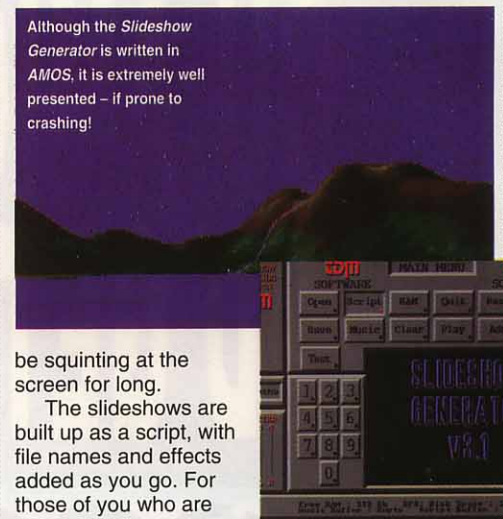 Although the Slideshow
Generator is written in
AMOS, it is extremely well
presented – if prone to
crashing!
be squinting at the
screen for long.
The slideshows are
built up as a script, with
file names and effects
added as you go. For
those of you who are
MAIN MENU
SOFTWARE
Open Script RAM Quit
Save Music Clear Play
Text
1 2 3
4 5 6
7 8 9
0
SLIDESHO
GENERAT
V3.1